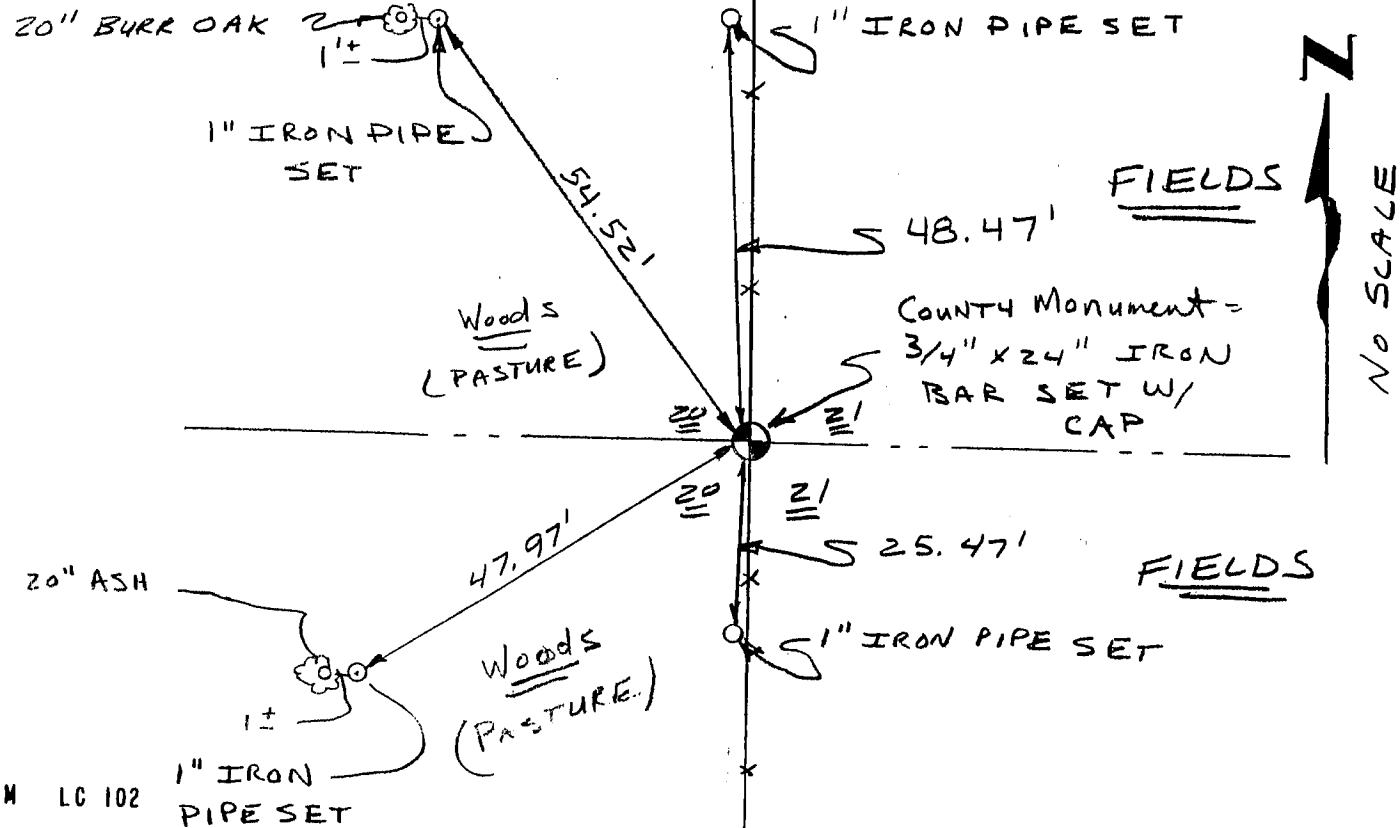 20" BURR OAK
1'±
1" IRON PIPE
SET
54.52'
1" IRON PIPE SET
N
NO SCALE
FIELDS
48.47'
Woods
(PASTURE)
COUNTY Monument =
3/4" x 24" IRON
BAR SET W/
CAP
20
21
20
21
47.97'
25.47'
FIELDS
20" ASH
1" IRON PIPE SET
Woods
(PASTURE)
1±
1" IRON
PIPE SET
M LC 102